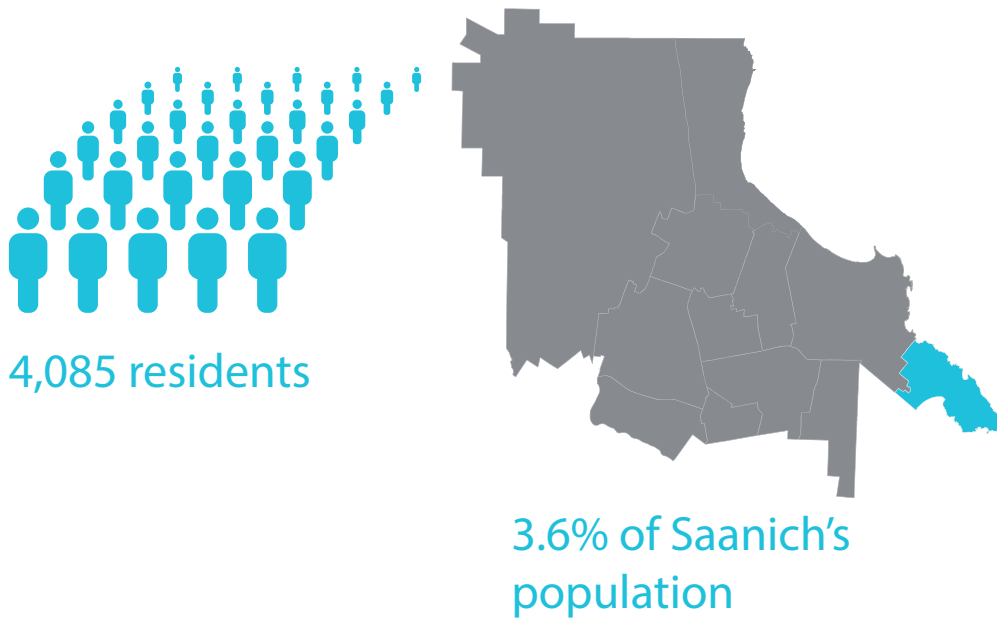 4,085 residents
3.6% of Saanich’s
population